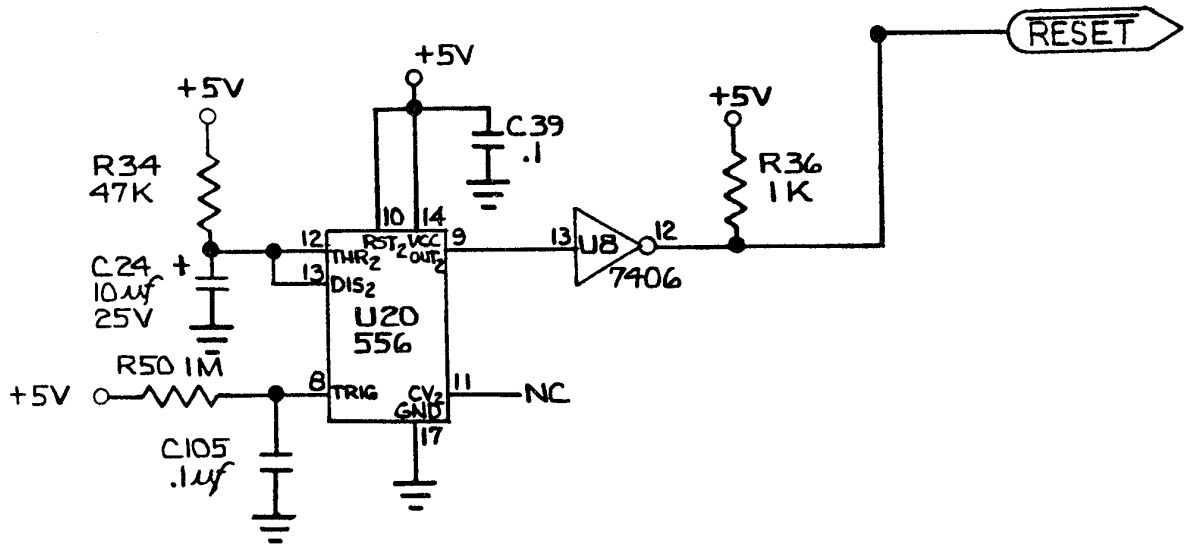 RESET
+5V
+5V
+5V
C39
.1
R34
47K
R36
1K
10 14
12 RST2 VCC 9
THR2 OUT2
13 U8 12
7406
C24 +
10uf
25V
13 DIS2
U20
556
R50 1M
+5V
8 TRIG
CV2 11 NC
GND
17
C105
.1uf